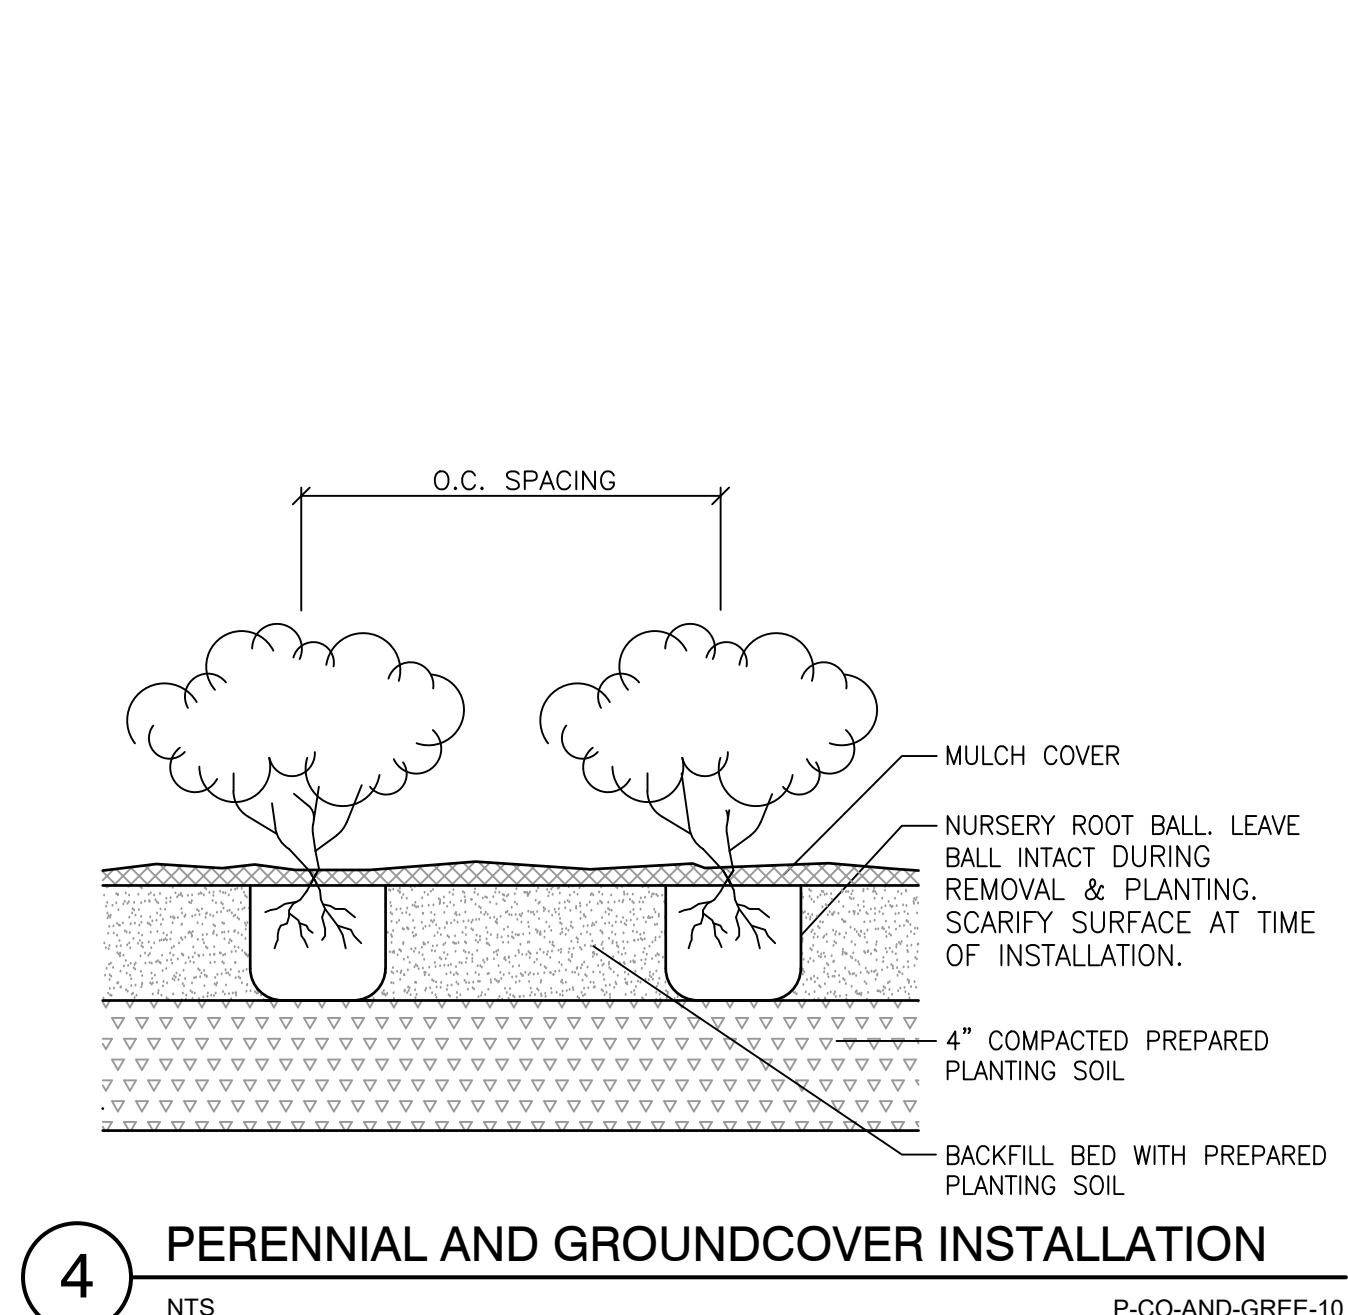 O.C. SPACING
MULCH COVER
NURSERY ROOT BALL. LEAVE
BALL INTACT DURING
REMOVAL & PLANTING.
SCARIFY SURFACE AT TIME
OF INSTALLATION.
4" COMPACTED PREPARED
PLANTING SOIL
BACKFILL BED WITH PREPARED
PLANTING SOIL
4
PERENNIAL AND GROUNDCOVER INSTALLATION
NTS
P-CO-AND-GREE-10